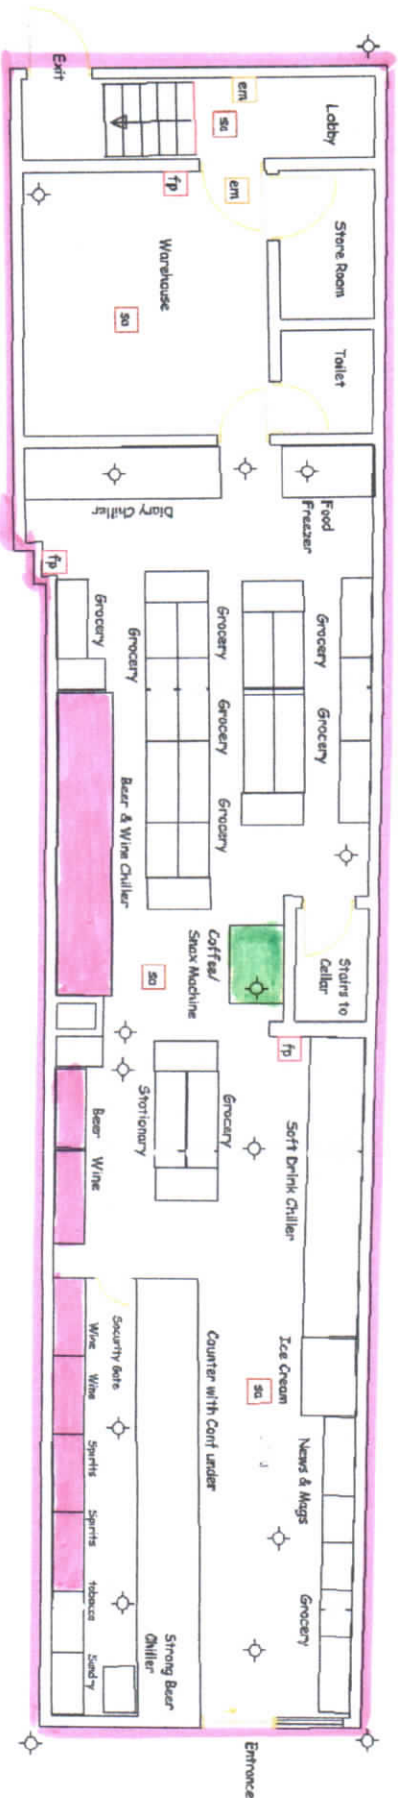 Exit
em
Lobby
sa
em
fp
Store Room
Warehouse
sa
Toilet
Diary Chiller
Food
Freezer
fp
Grocery
Grocery
Grocery
Grocery
Grocery
Grocery
Grocery
Beer & Wine Chiller
Stairs to
Cellar
Coffee/
Snax Machine
sa
fp
Grocery
Stationary
Soft Drink Chiller
Beer
Wine
Ice Cream
sa
Security Gate
Counter with Conf under
Wine
Wine
Spirits
Spirits
tobacco
Sundry
News & Mags
Grocery
Strong Beer
Chiller
Entrance